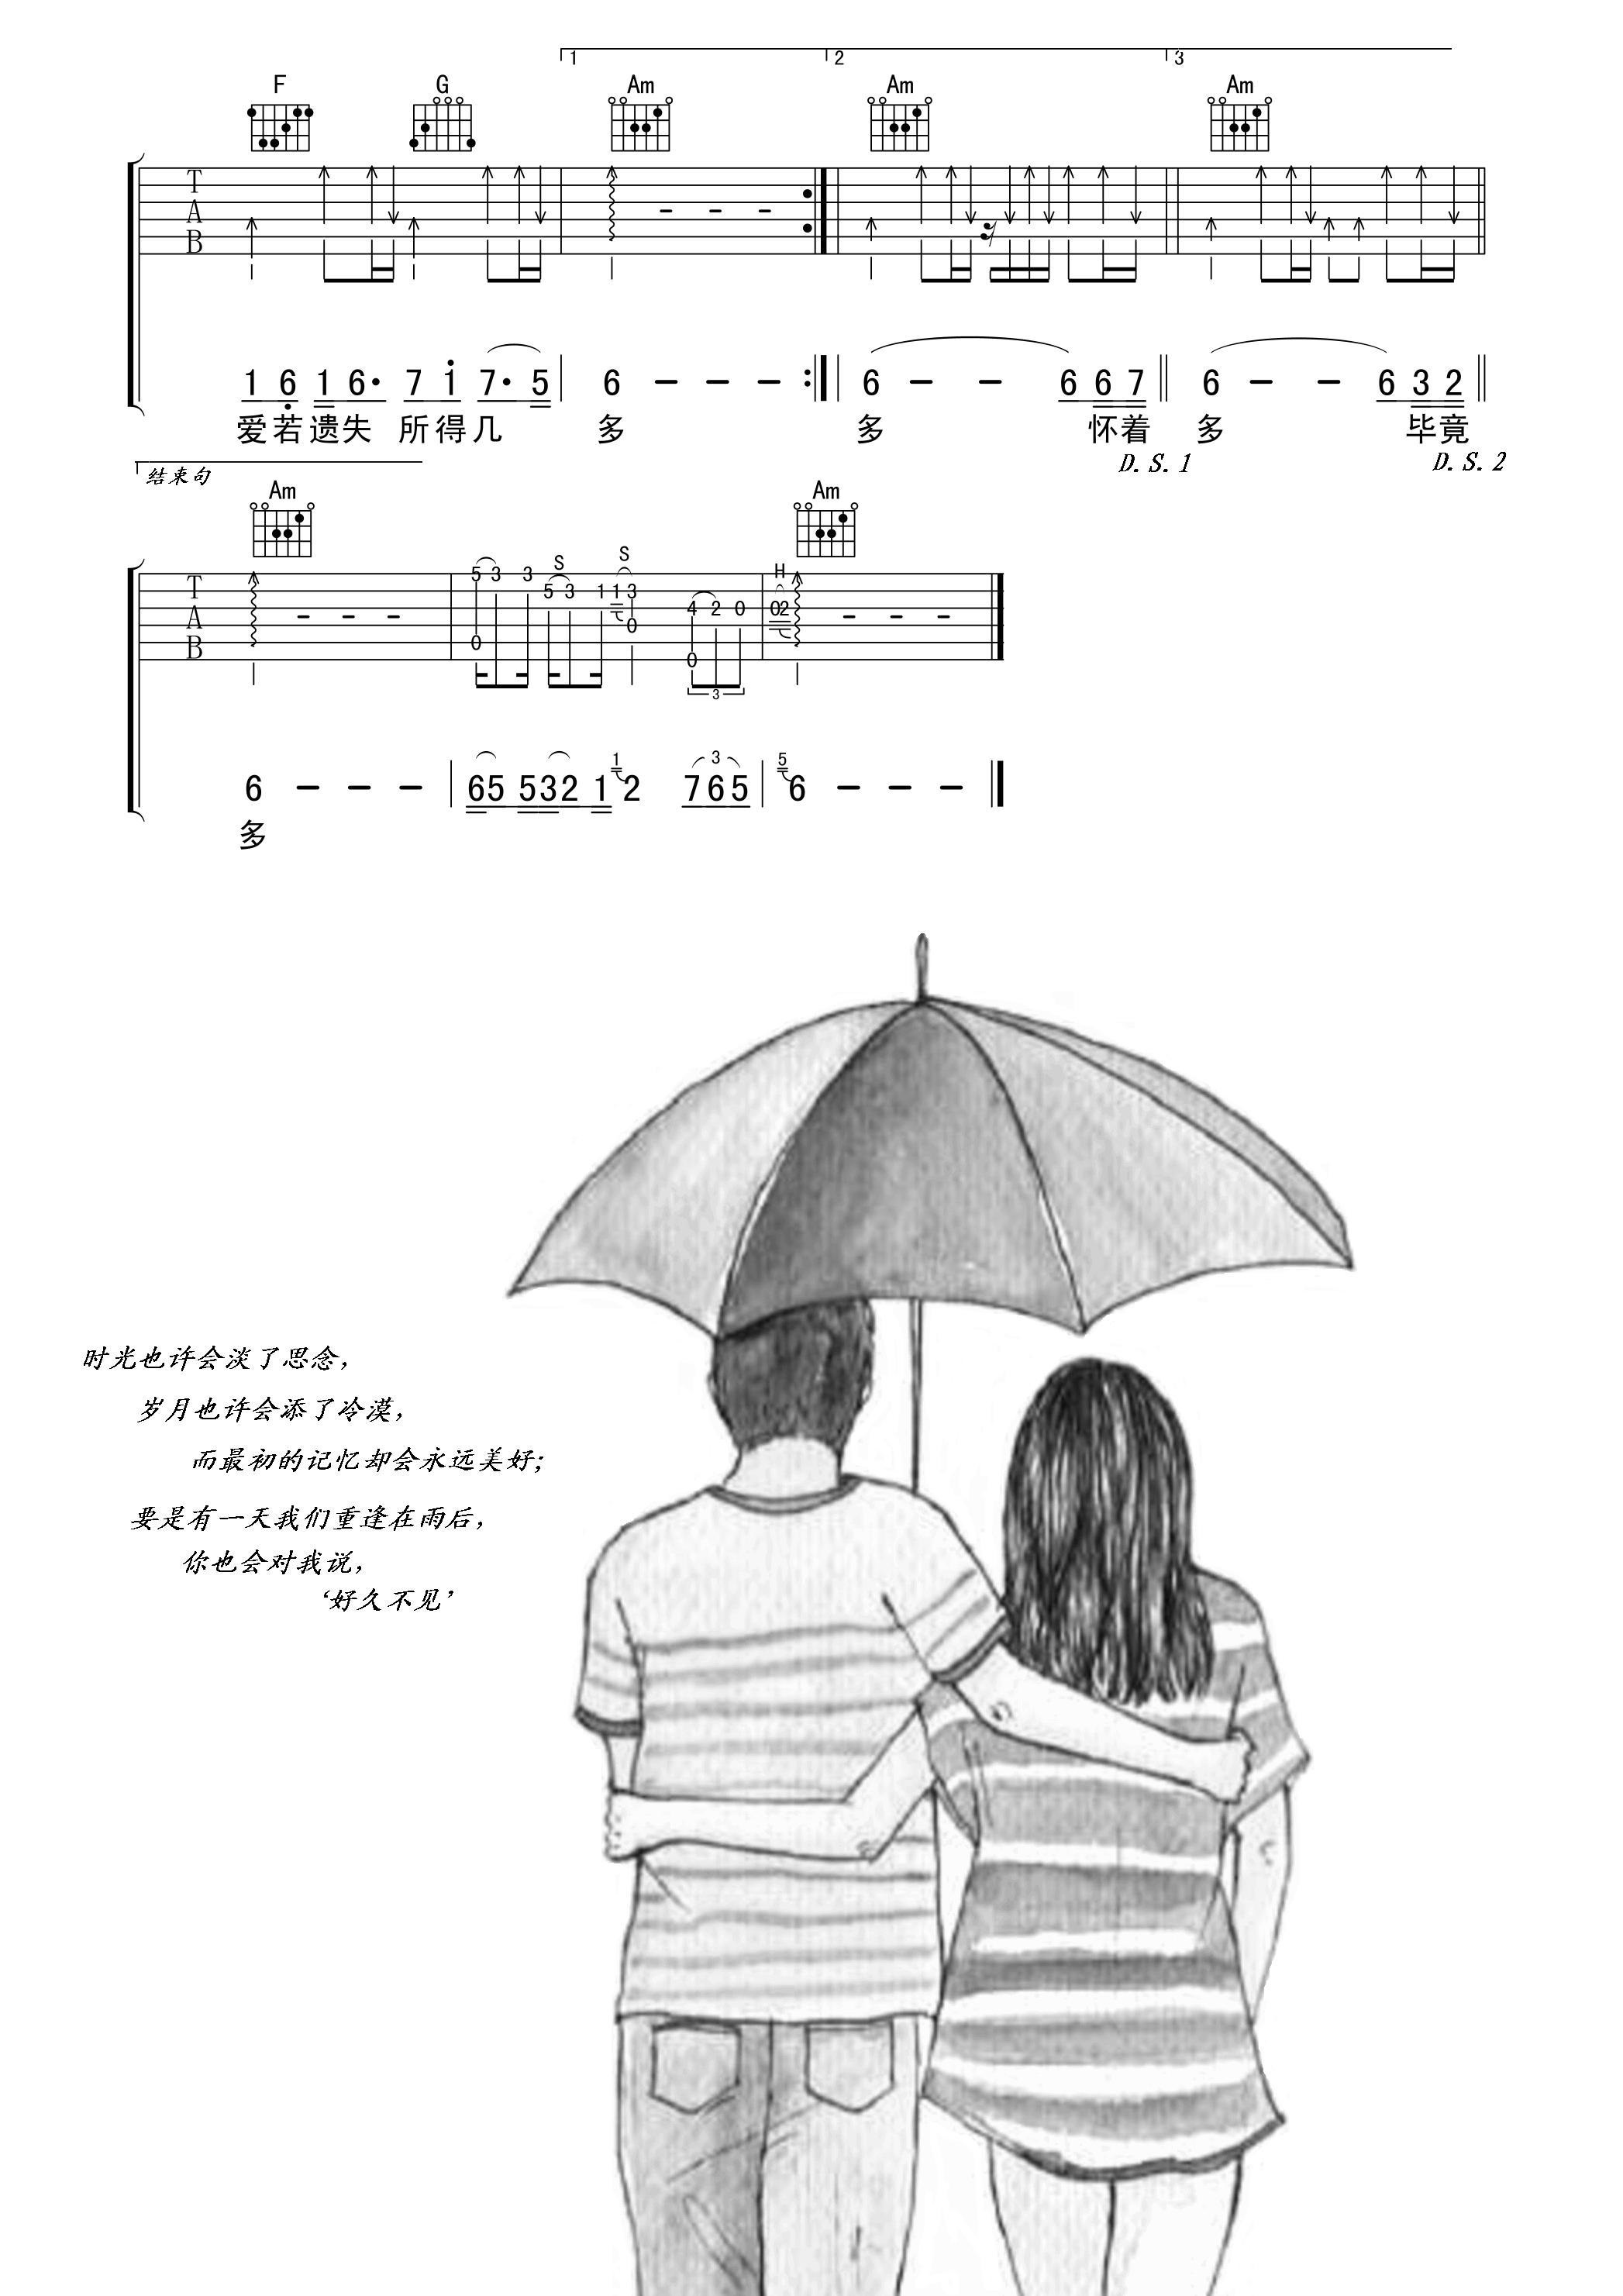 1 2 3
F G Am Am Am
T
A
B
1 6 1 6· 7 1 7· 5 6 - - - 6 - - 6 6 7 6 - - 6 3 2
爱若遗失 所得几 多 多 怀着 多 毕竟
D.S.1 D.S.2
结束句
Am Am
S S H
T
A
B
5 3 3 5 3 1 1 3 4 2 0 0 2
0 0 0
3
6 - - - 65 532 1 1 2 3 765 5 6 - - -
多
时光也许会淡了思念,
岁月也许会添了冷漠,
而最初的记忆却会永远美好;
要是有一天我们重逢在雨后,
你也会对我说,
‘好久不见’